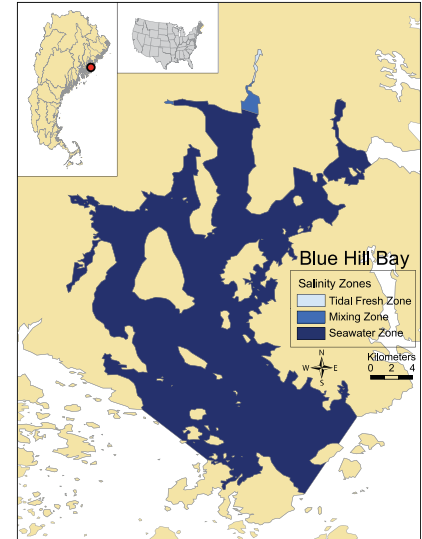 Blue Hill Bay
Salinity Zones
Tidal Fresh Zone
Mixing Zone
Seawater Zone
N
W E
S
Kilometers
0 2 4